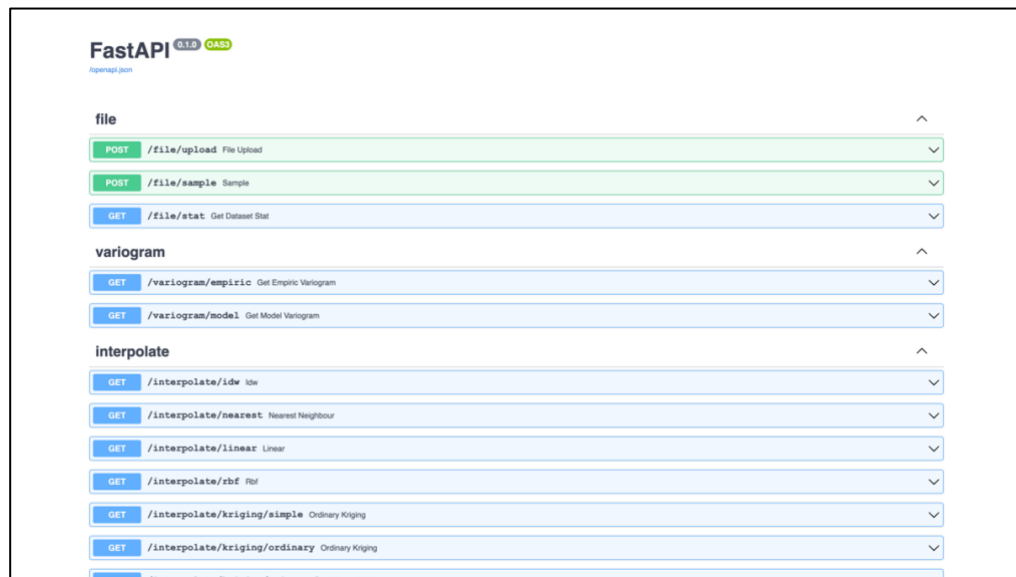 FastAPI 0.1.0 OAS3
/openapi.json
file
POST /file/upload File Upload
POST /file/sample Sample
GET /file/stat Get Dataset Stat
variogram
GET /variogram/empiric Get Empiric Variogram
GET /variogram/model Get Model Variogram
interpolate
GET /interpolate/idw Idw
GET /interpolate/nearest Nearest Neighbour
GET /interpolate/linear Linear
GET /interpolate/rbf Rbf
GET /interpolate/kriging/simple Ordinary Kriging
GET /interpolate/kriging/ordinary Ordinary Kriging